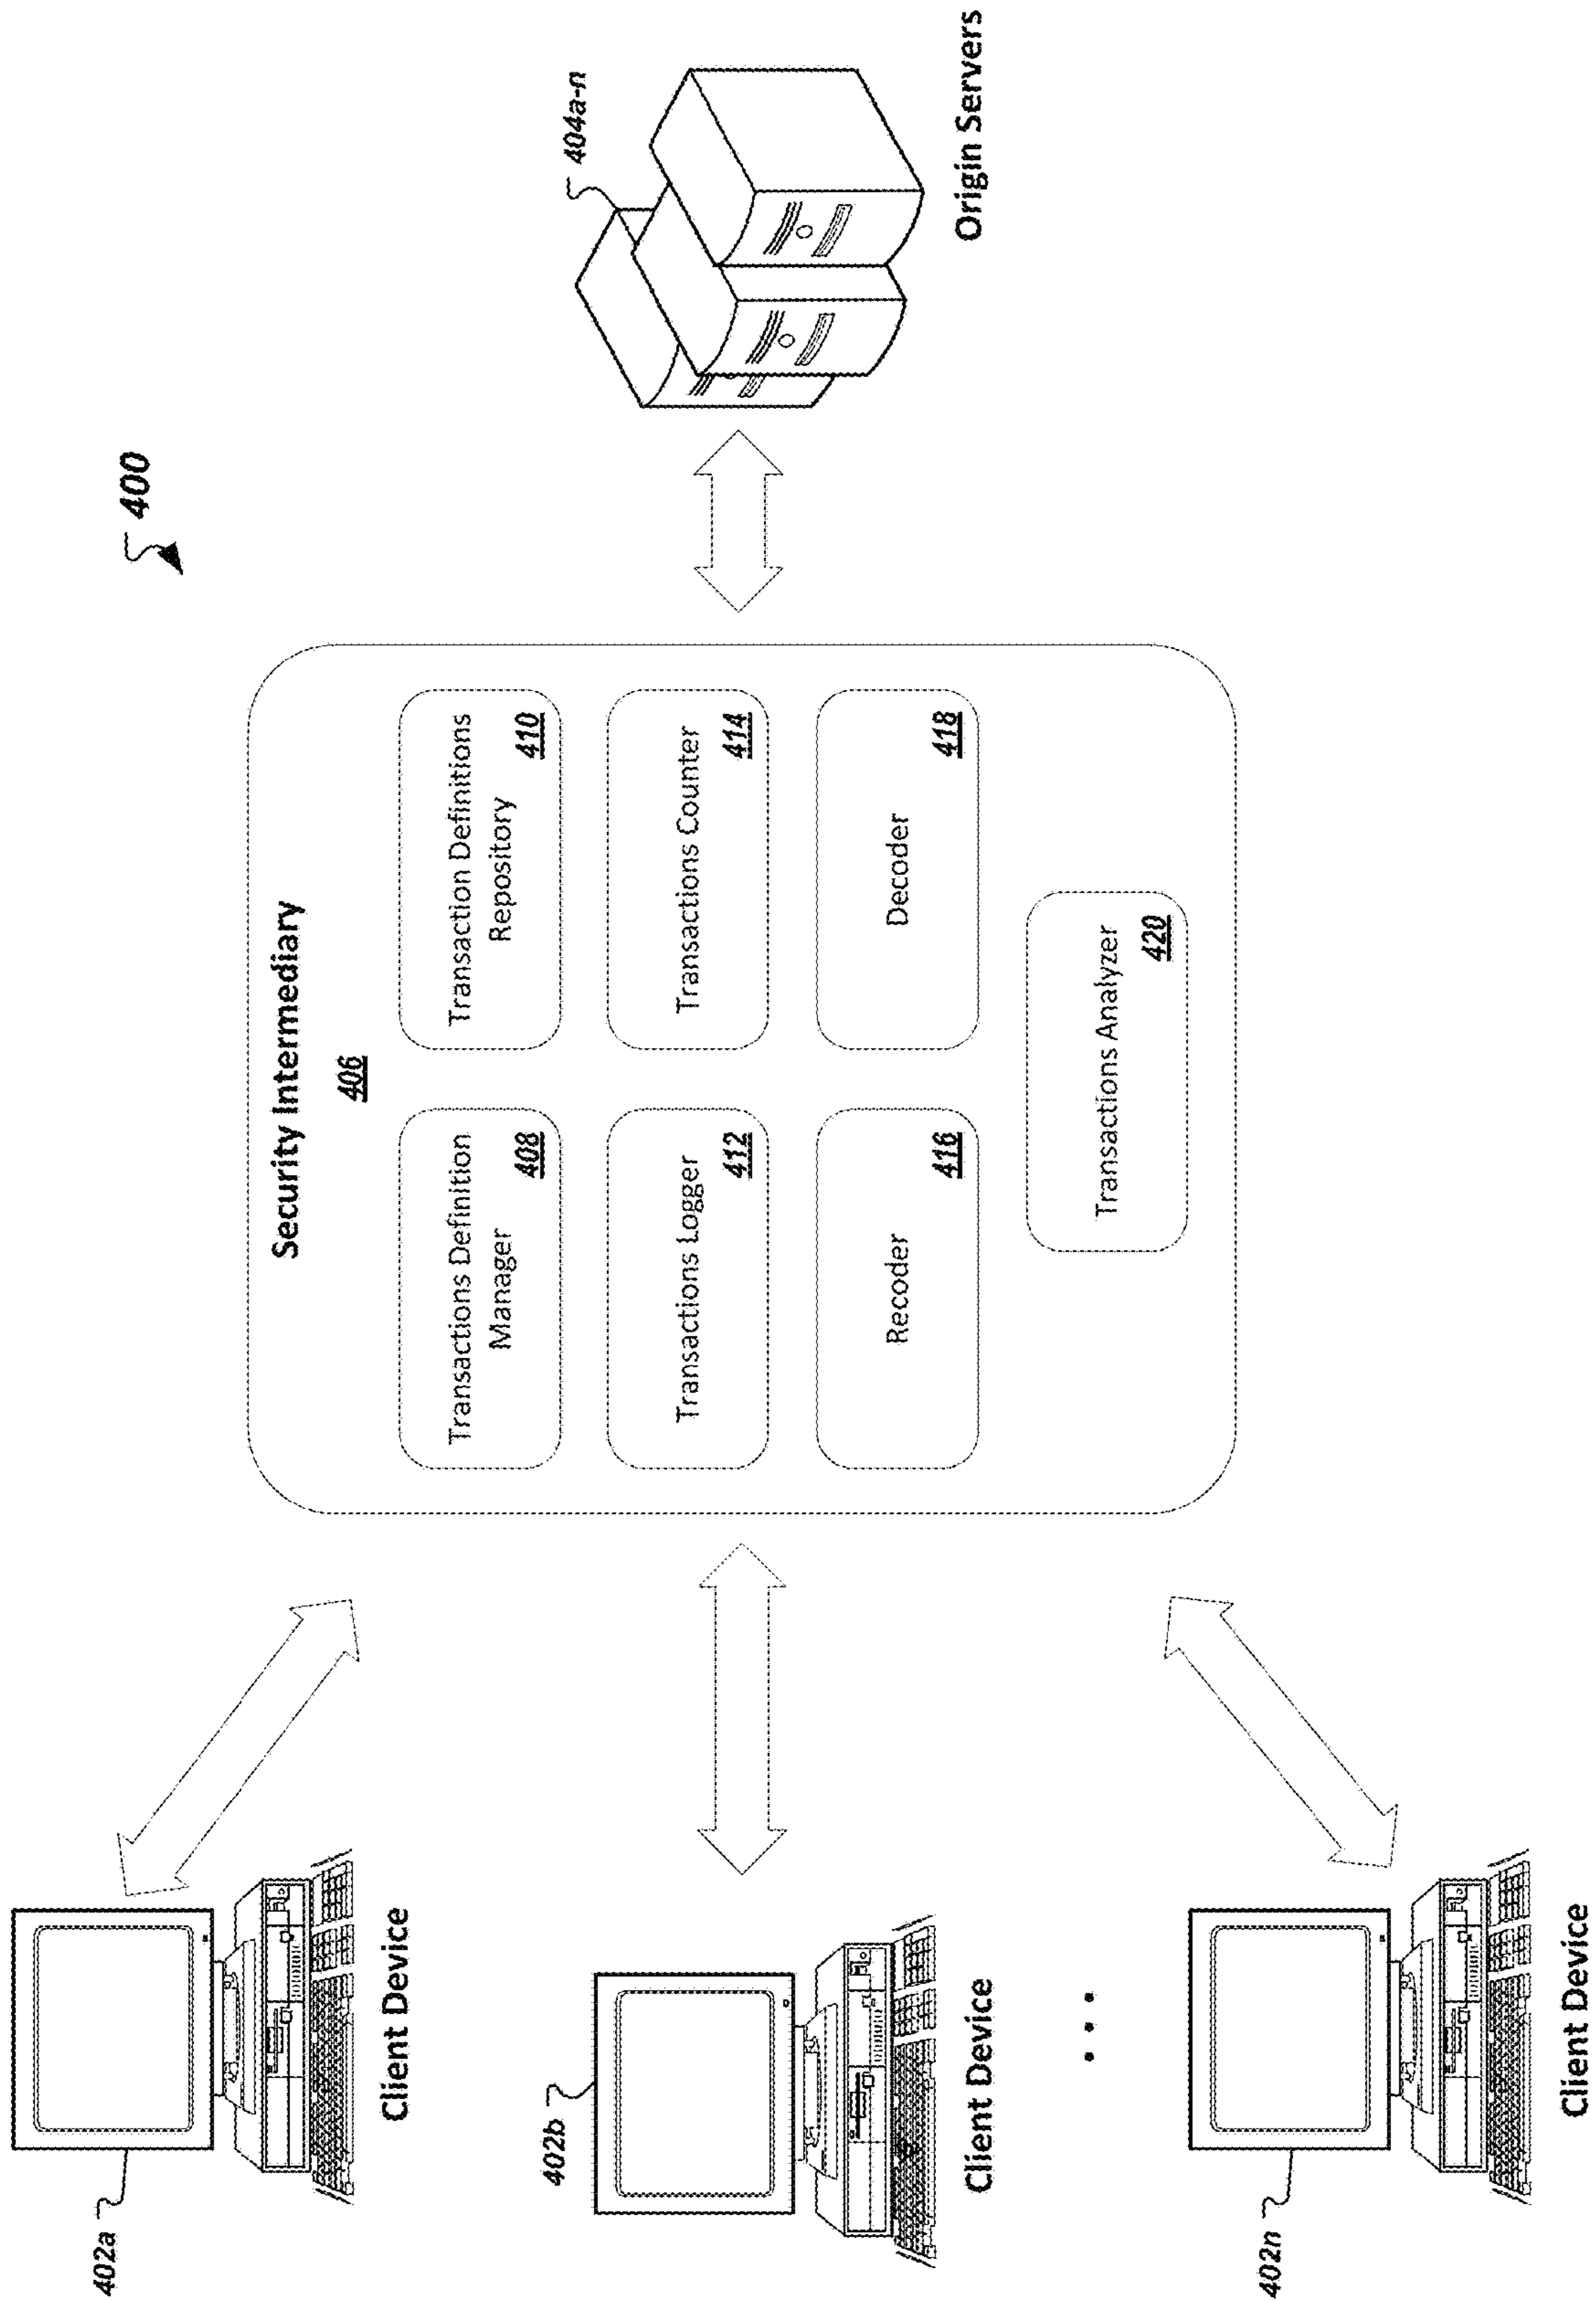 400
402a
Client Device
402b
Client Device
402n
Client Device
Security Intermediary
406
Transactions Definition
Manager
408
Transaction Definitions
Repository
410
Transactions Logger
412
Transactions Counter
414
Recoder
416
Decoder
418
Transactions Analyzer
420
404a-n
Origin Servers